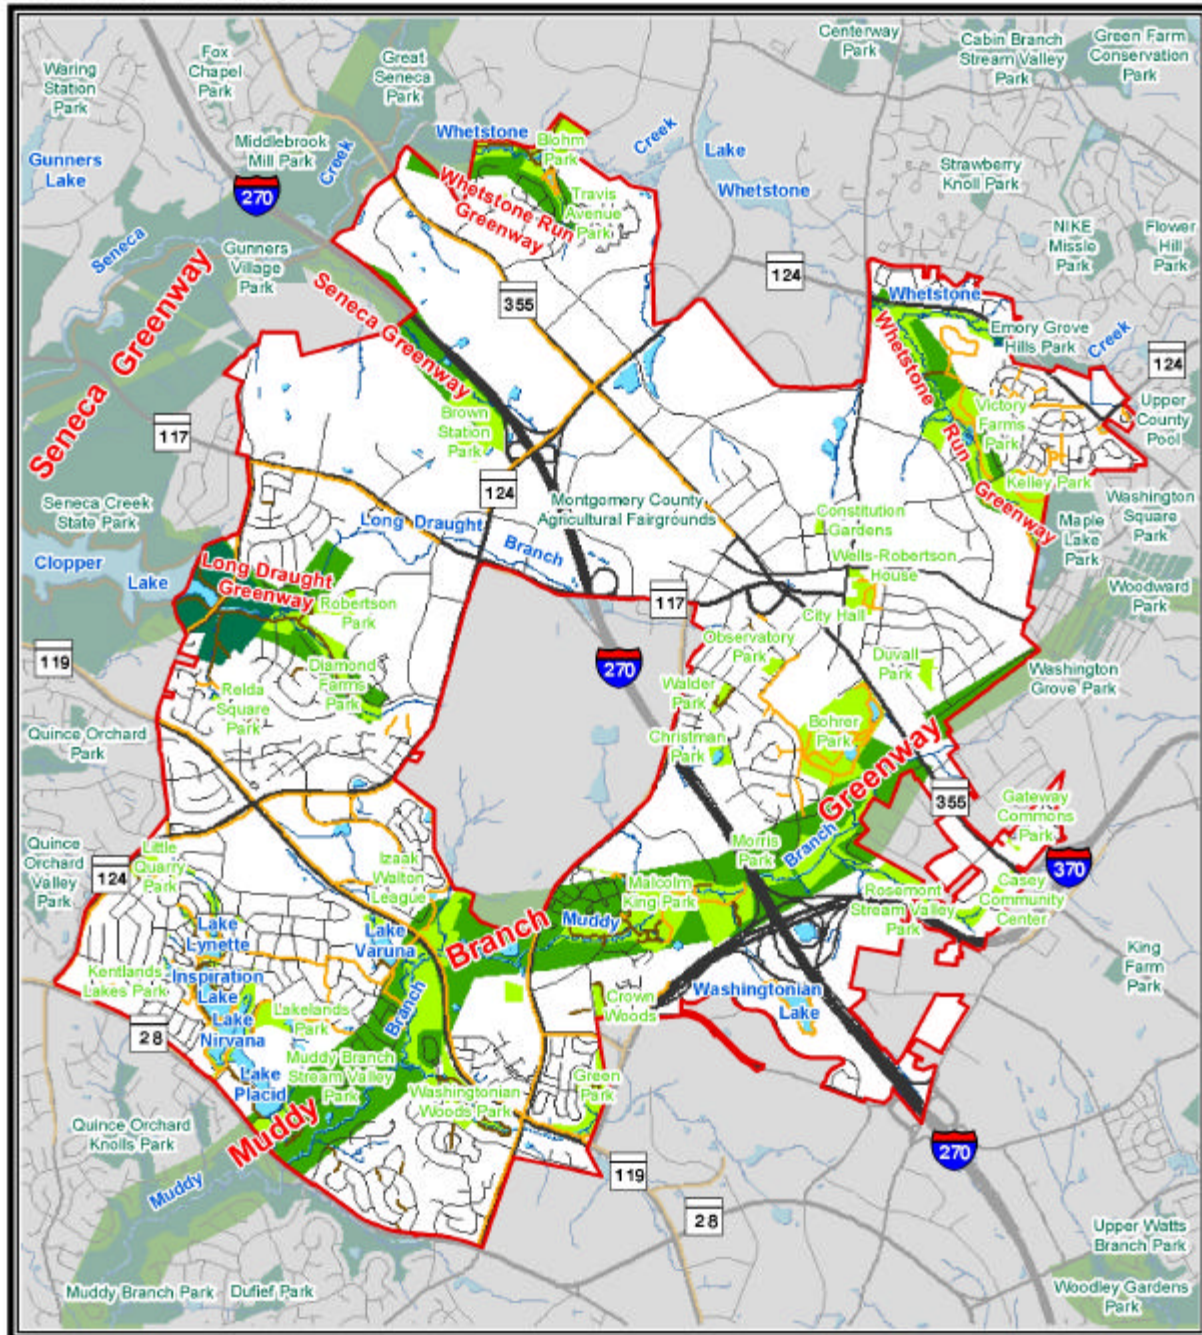 Waring
Station
Park
Fox
Chapel
Park
Great
Seneca
Park
Centerway
Park
Cabin Branch
Stream Valley
Park
Green Farm
Conservation
Park
Gunners
Lake
Middlebrook
Mill Park
Creek
270
Whetstone
Blohm
Park
Creek
Lake
Whetstone
Strawberry
Knoll Park
Whetstone Run
Greenway
Travis
Avenue
Park
NIKE
Missle
Park
Flower
Hill
Park
Seneca
Gunners
Village
Park
Seneca Greenway
Seneca Greenway
355
124
Whetstone
Emory Grove
Hills Park
Creek
124
Whetstone
Run
Greenway
Victory
Farms
Park
Upper
County
Pool
Kelley Park
117
Brown
Station
Park
124
Montgomery County
Agricultural Fairgrounds
Constitution
Gardens
Washington
Square
Park
Maple
Lake
Park
Seneca Creek
State Park
Long Draught
Branch
Wells-Robertson
House
Woodward
Park
Clopper
Lake
Long Draught
Greenway
Robertson
Park
117
City Hall
Observatory
Park
Duvall
Park
119
270
Washington
Grove Park
Relda
Square
Park
Diamond
Farms
Park
Walder
Park
Quince Orchard
Park
Christman
Park
Bohrer
Park
Greenway
355
Gateway
Commons
Park
Quince
Orchard
Valley
Park
124
Little
Quarry
Park
Izaak
Walton
League
Morris
Park
Branch
370
Malcolm
King Park
Rosemont
Stream Valley
Park
Casey
Community
Center
Lake
Lynette
Lake
Varuna
Branch
Muddy
King
Farm
Park
Kentlands
Lakes Park
Inspiration
Lake
Crown
Woods
Washingtonian
Lake
Lake
Nirvana
Lakelands
Park
Branch
28
Lake
Placid
Muddy Branch
Stream Valley
Park
Washingtonian
Woods Park
Green
Park
Quince Orchard
Knolls Park
Muddy
Muddy
270
119
28
Upper Watts
Branch Park
Muddy Branch Park
Dufief Park
Woodley Gardens
Park